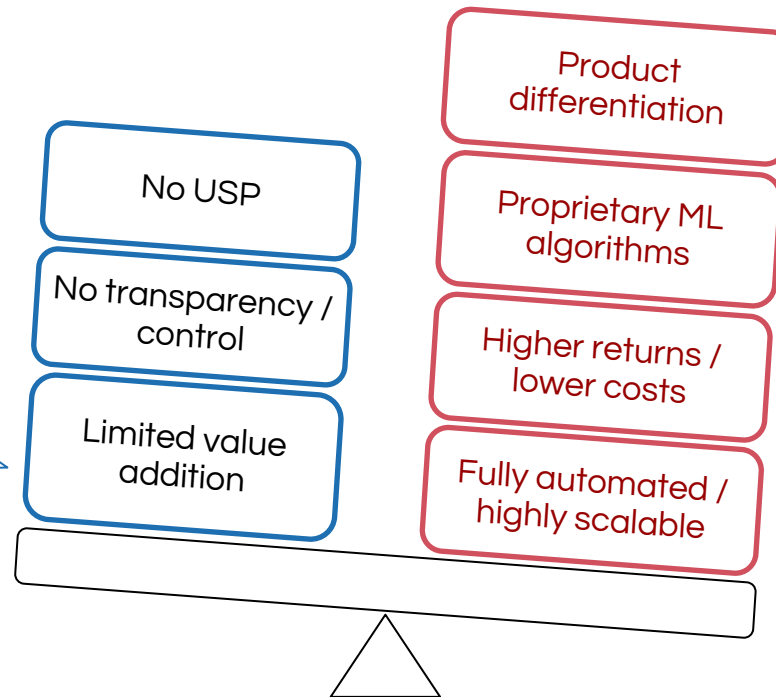 No USP
No transparency /
control
Limited value
addition
Product
differentiation
Proprietary ML
algorithms
Higher returns /
lower costs
Fully automated /
highly scalable